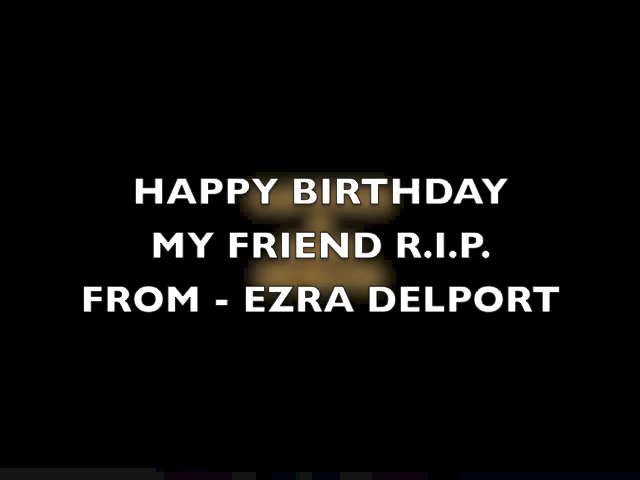 HAPPY BIRTHDAY
MY FRIEND R.I.P.
FROM - EZRA DELPORT